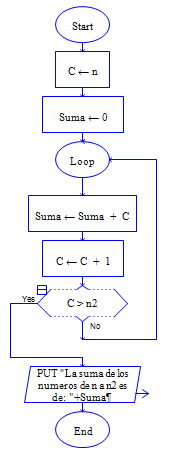 Start
C ← n
Suma ← 0
Loop
Suma ← Suma + C
C ← C + 1
Yes
C > n2
No
PUT "La suma de los
numeros de n a n2 es
de: "+Suma¶
End